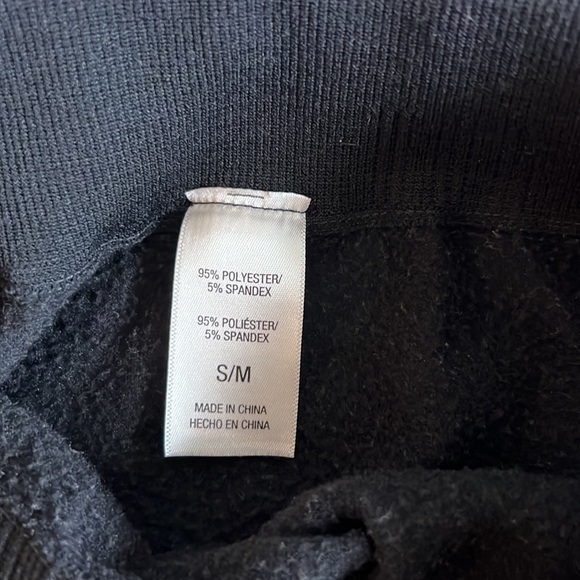 95% POLYESTER/
5% SPANDEX
95% POLIÉSTER/
5% SPANDEX
S/M
MADE IN CHINA
HECHO EN CHINA